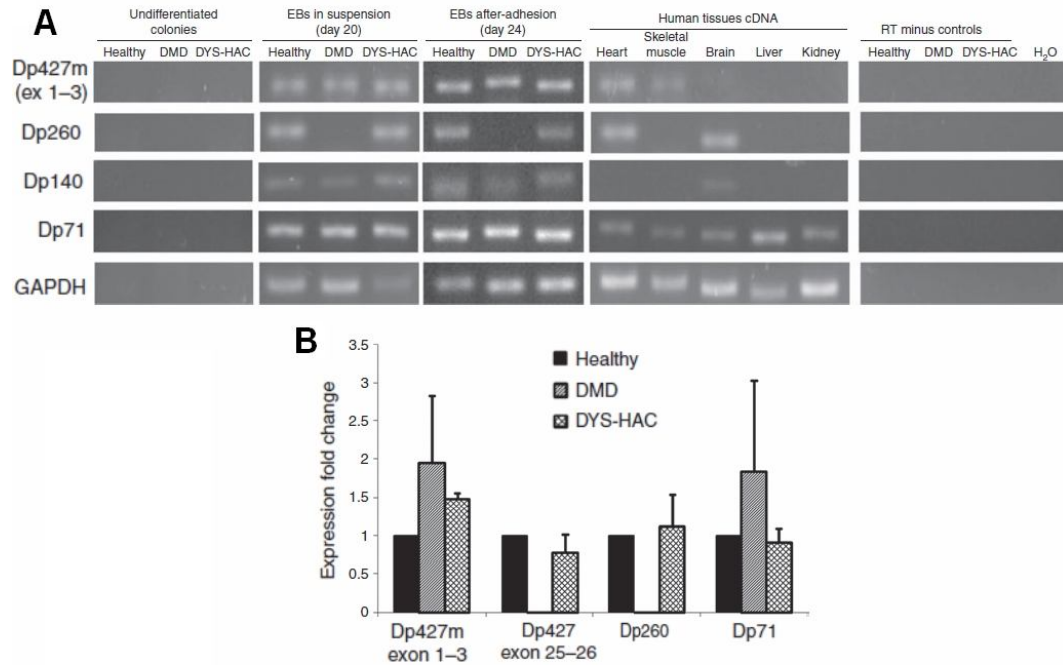 A
Undifferentiated colonies
Healthy DMD DYS-HAC
EBs in suspension (day 20)
Healthy DMD DYS-HAC
EBs after-adhesion (day 24)
Healthy DMD DYS-HAC
Human tissues cDNA
Heart Skeletal muscle Brain Liver Kidney
RT minus controls
Healthy DMD DYS-HAC H₂O
Dp427m
(ex 1–3)
Dp260
Dp140
Dp71
GAPDH
B
Expression fold change
3.5
3
2.5
2
1.5
1
0.5
0
Healthy
DMD
DYS-HAC
Dp427m
exon 1–3
Dp427
exon 25–26
Dp260
Dp71